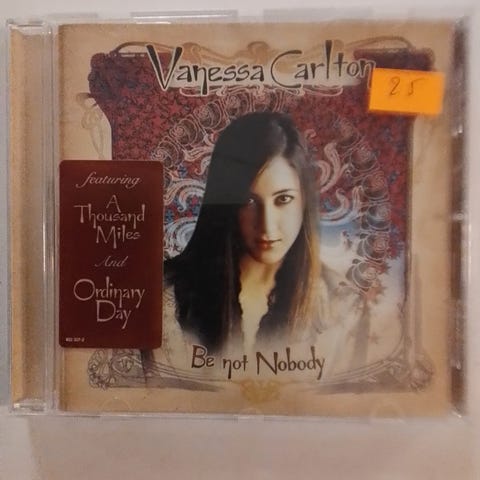 Vanessa Carlton
25
featuring
A
Thousand
Miles
And
Ordinary
Day
Be not Nobody